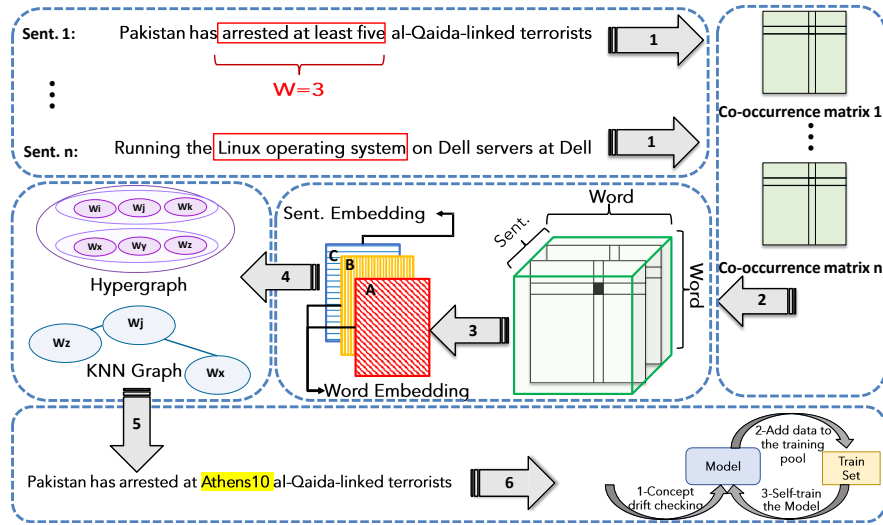 Sent. 1: Pakistan has arrested at least five al-Qaida-linked terrorists
W=3
1
Sent. n: Running the Linux operating system on Dell servers at Dell
1
Co-occurrence matrix 1
Co-occurrence matrix n
2
Word
Sent.
Word
3
Sent. Embedding
C
B
A
Word Embedding
4
Wi Wj Wk
Wx Wy Wz
Hypergraph
Wj
Wz
KNN Graph
Wx
5
Pakistan has arrested at Athens10 al-Qaida-linked terrorists
6
2-Add data to
the training
pool
Model
Train
Set
1-Concept
drift checking
3-Self-train
the Model